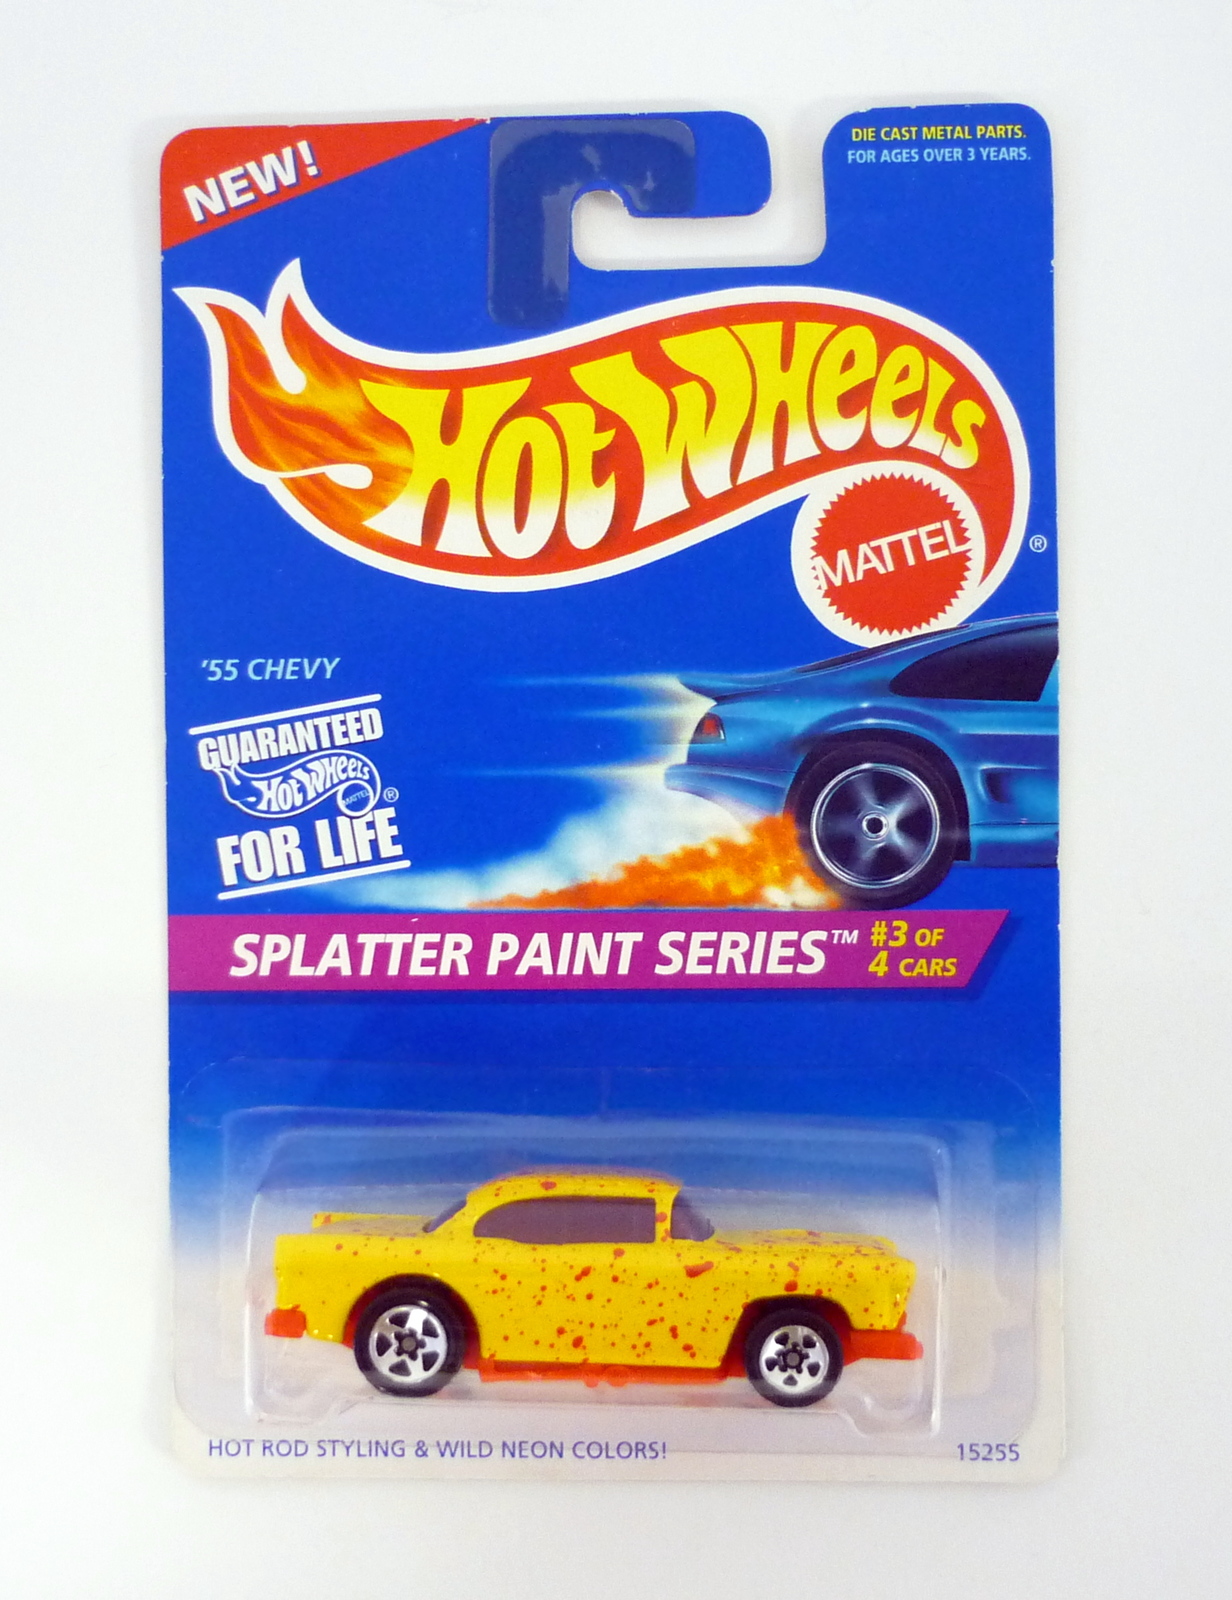 NEW!
DIE CAST METAL PARTS.
FOR AGES OVER 3 YEARS.
HOT WHEELS
MATTEL
®
'55 CHEVY
GUARANTEED
HOT WHEELS
MATTEL
®
FOR LIFE
SPLATTER PAINT SERIES™
#3 OF
4 CARS
HOT ROD STYLING & WILD NEON COLORS!
15255